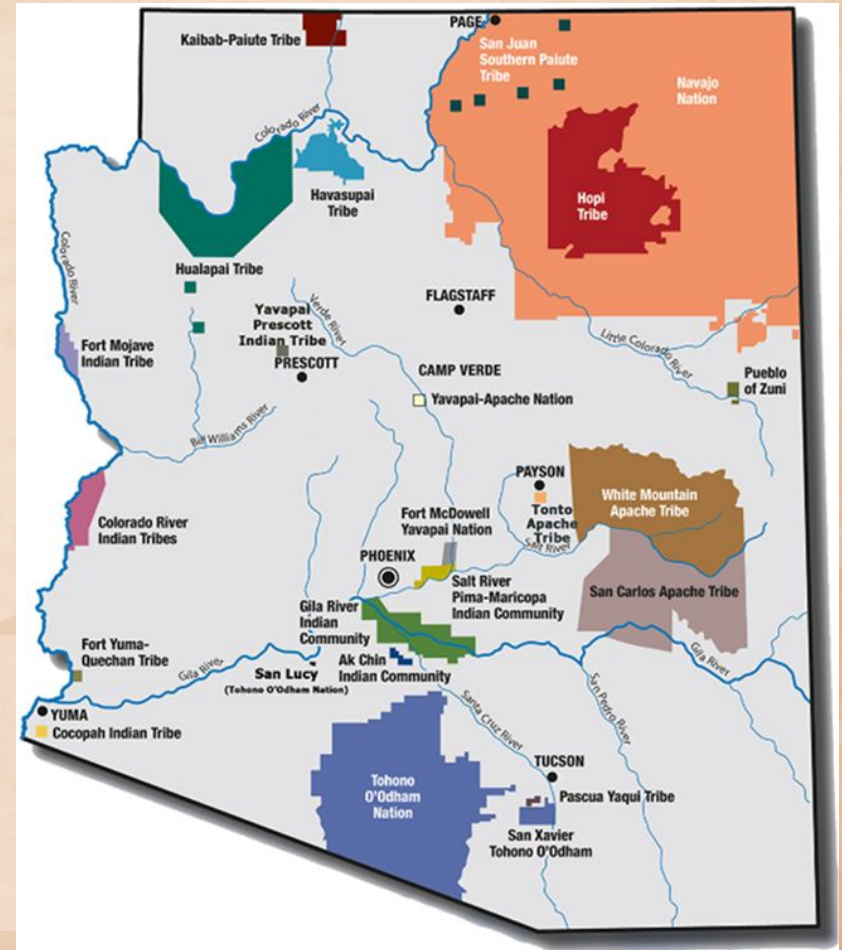 PAGE
Kaibab-Paiute Tribe
San Juan
Southern Paiute
Tribe
Navajo
Nation
Colorado River
Havasupai
Tribe
Hopi
Tribe
Colorado River
Hualapai Tribe
Verde River
FLAGSTAFF
Yavapai
Prescott
Indian Tribe
PRESCOTT
Fort Mojave
Indian Tribe
Little Colorado River
CAMP VERDE
Yavapai-Apache Nation
Pueblo
of Zuni
Bill Williams River
PAYSON
Tonto
Apache
Tribe
White Mountain
Apache Tribe
Colorado River
Indian Tribes
Fort McDowell
Yavapai Nation
Salt River
PHOENIX
Salt River
Pima-Maricopa
Indian Community
San Carlos Apache Tribe
Gila River
Indian
Community
Fort Yuma-
Quechan Tribe
Gila River
Ak Chin
Indian Community
San Lucy
(Tohono O'Odham Nation)
Gila River
San Pedro River
Santa Cruz River
YUMA
Cocopah Indian Tribe
TUCSON
Tohono
O'Odham
Nation
Pascua Yaqui Tribe
San Xavier
Tohono O'Odham